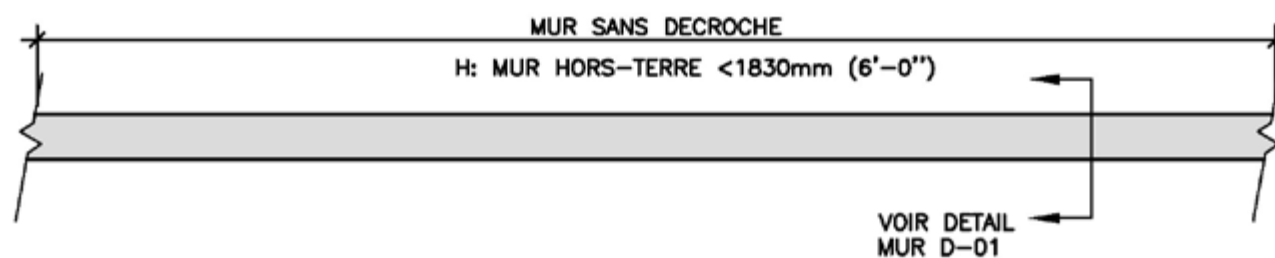 MUR SANS DECROCHE
H: MUR HORS-TERRE <1830mm (6'-0")
VOIR DETAIL
MUR D-01